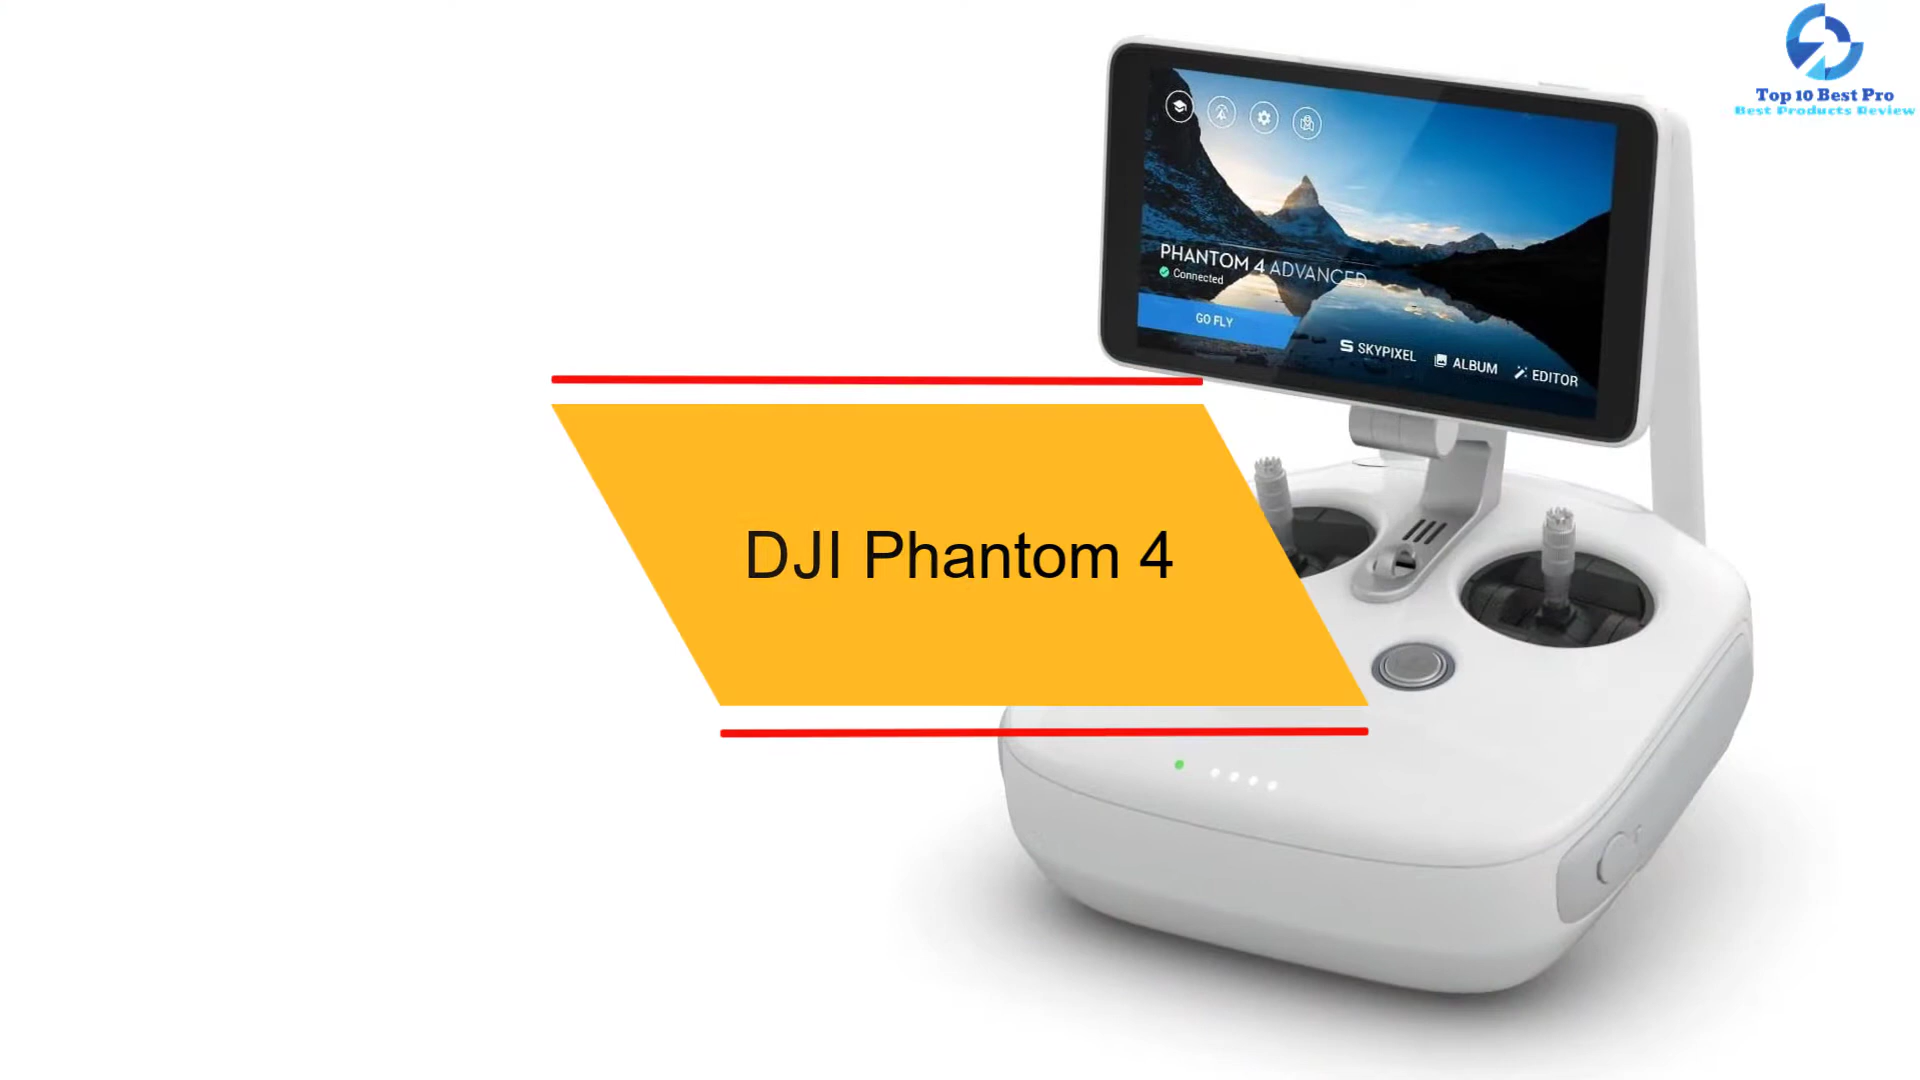 Top 10 Best Pro
Best Products Review
PHANTOM 4 ADVANCED
Connected
GO FLY
SKYPIXEL
ALBUM
EDITOR
DJI Phantom 4